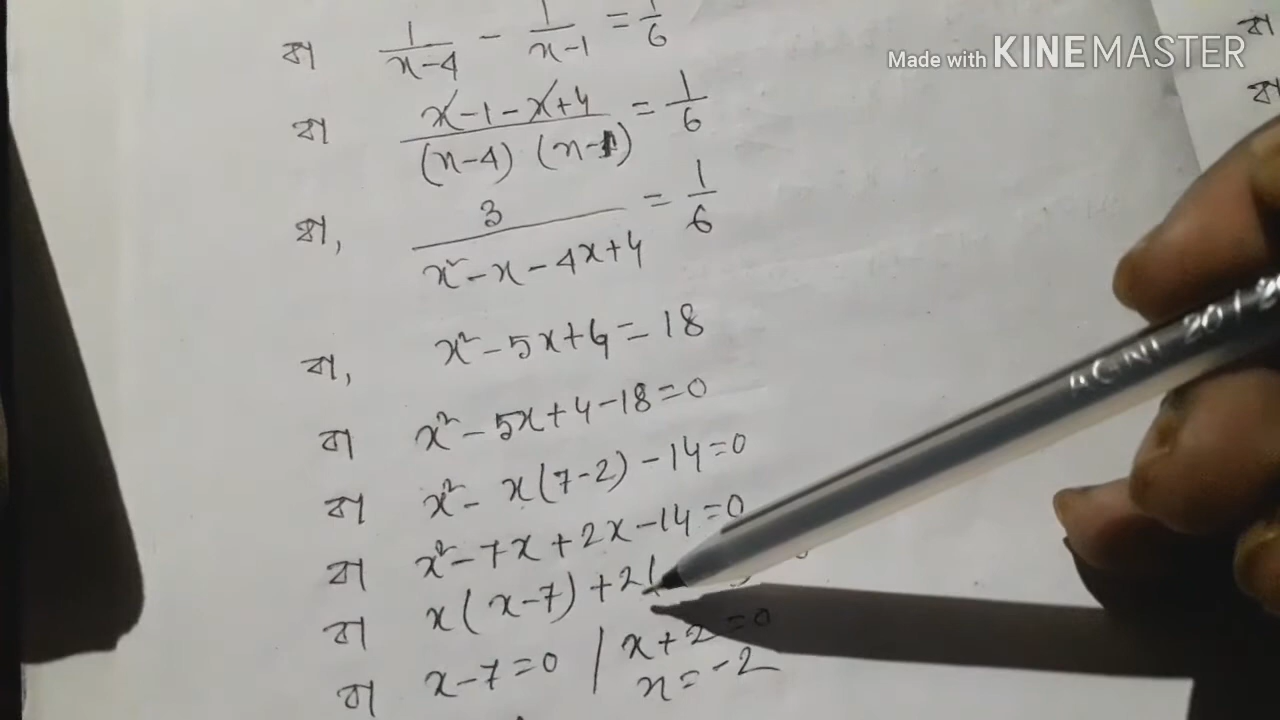 Made with KINEMASTER
বা 1/(x-4) - 1/(x-1) = 1/6
বা
বা (x-1-x+4)/((x-4) (x-1)) = 1/6
বা
বা, 3/(x²-x-4x+4) = 1/6
AGNI 2018
বা, x²-5x+4=18
বা x²-5x+4-18=0
বা x²-x(7-2)-14=0
বা x²-7x+2x-14=0
বা x(x-7)+2(
বা x-7=0 / x+2=0
x=-2